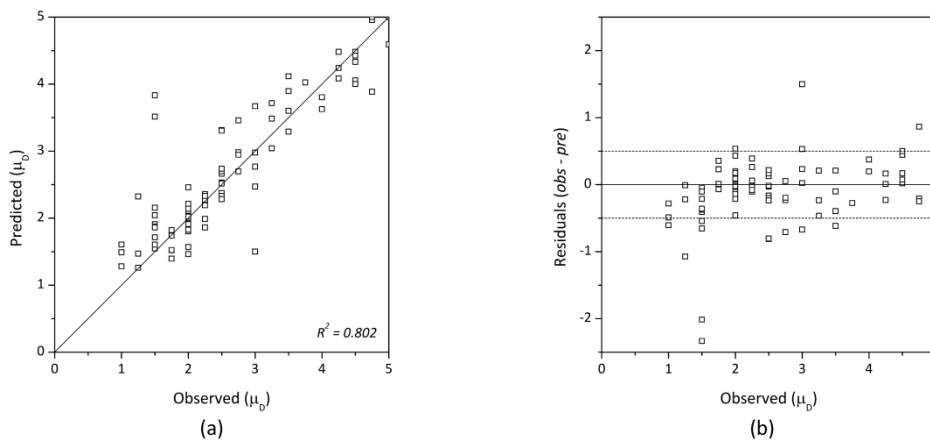 5
4
3
2
1
0
0 1 2 3 4 5
Predicted (μD)
Observed (μD)
R² = 0.802
(a)
2
1
0
-1
-2
0 1 2 3 4
Residuals (obs - pre)
Observed (μD)
(b)